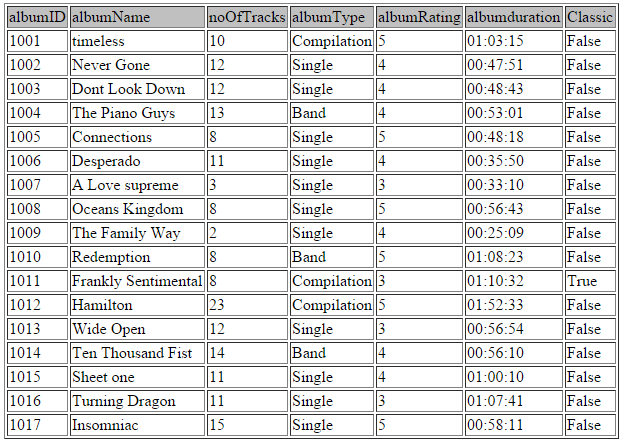 albumID albumName noOfTracks albumType albumRating albumduration Classic
1001 timeless 10 Compilation 5 01:03:15 False
1002 Never Gone 12 Single 4 00:47:51 False
1003 Dont Look Down 12 Single 4 00:48:43 False
1004 The Piano Guys 13 Band 4 00:53:01 False
1005 Connections 8 Single 5 00:48:18 False
1006 Desperado 11 Single 4 00:35:50 False
1007 A Love supreme 3 Single 3 00:33:10 False
1008 Oceans Kingdom 8 Single 5 00:56:43 False
1009 The Family Way 2 Single 4 00:25:09 False
1010 Redemption 8 Band 5 01:08:23 False
1011 Frankly Sentimental 8 Compilation 3 01:10:32 True
1012 Hamilton 23 Compilation 5 01:52:33 False
1013 Wide Open 12 Single 3 00:56:54 False
1014 Ten Thousand Fist 14 Band 4 00:56:10 False
1015 Sheet one 11 Single 4 01:00:10 False
1016 Turning Dragon 11 Single 3 01:07:41 False
1017 Insomniac 15 Single 5 00:58:11 False